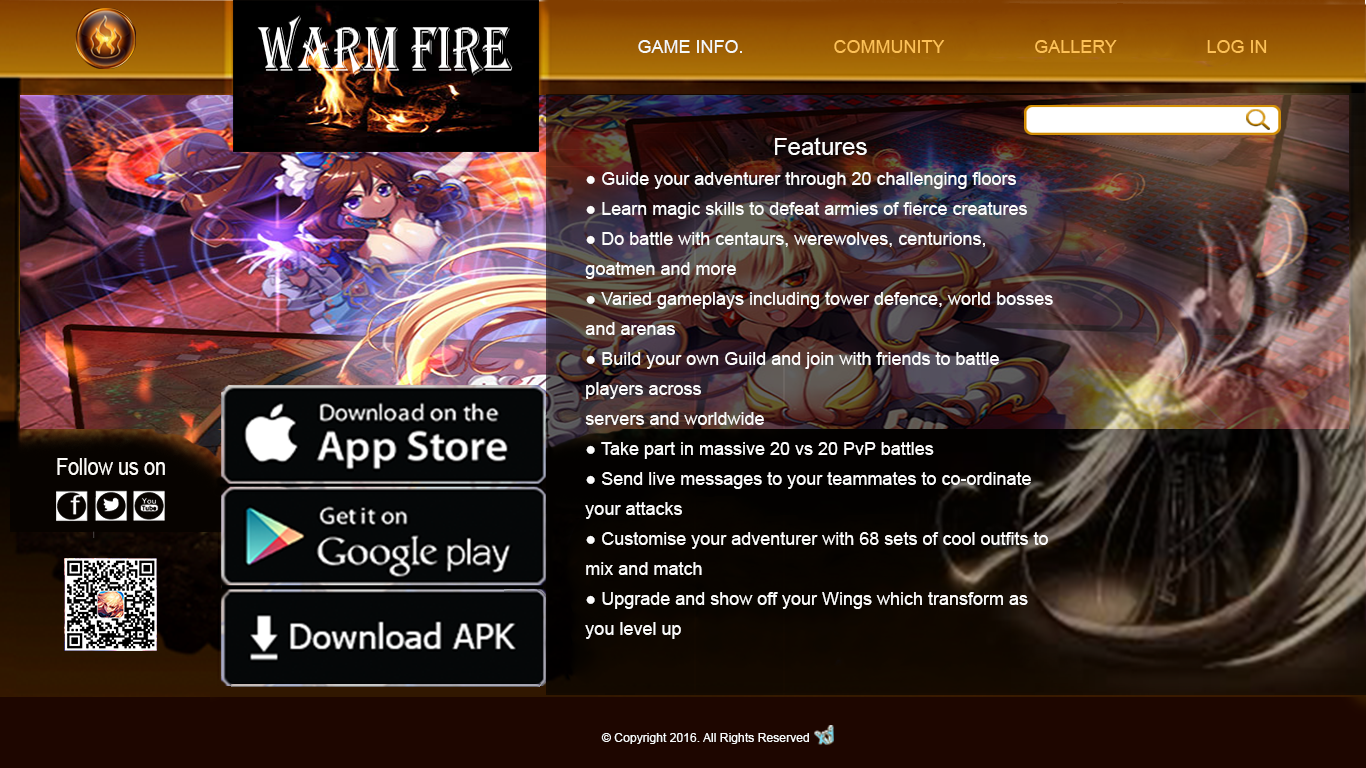 WARM FIRE
GAME INFO.
COMMUNITY
GALLERY
LOG IN
Features
● Guide your adventurer through 20 challenging floors
● Learn magic skills to defeat armies of fierce creatures
● Do battle with centaurs, werewolves, centurions,
goatmen and more
● Varied gameplays including tower defence, world bosses
and arenas
● Build your own Guild and join with friends to battle
players across
servers and worldwide
● Take part in massive 20 vs 20 PvP battles
● Send live messages to your teammates to co-ordinate
your attacks
● Customise your adventurer with 68 sets of cool outfits to
mix and match
● Upgrade and show off your Wings which transform as
you level up
Download on the
App Store
Get it on
Google play
Download APK
Follow us on
f
You
Tube
© Copyright 2016. All Rights Reserved